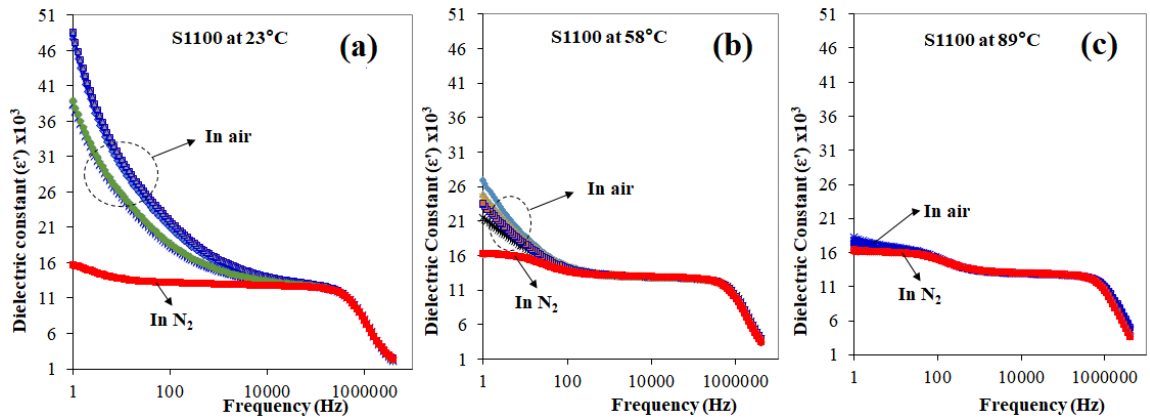 Dielectric Constant (ε') x10³
51
46
41
36
31
26
21
16
11
6
1
S1100 at 23°C
(a)
In air
In N₂
1
100
10000
1000000
Frequency (Hz)
Dielectric Constant (ε') x10³
51
46
41
36
31
26
21
16
11
6
1
S1100 at 58°C
(b)
In air
In N₂
1
100
10000
1000000
Frequency (Hz)
Dielectric Constant (ε') x10³
51
46
41
36
31
26
21
16
11
6
1
S1100 at 89°C
(c)
In air
In N₂
1
100
10000
1000000
Frequency (Hz)